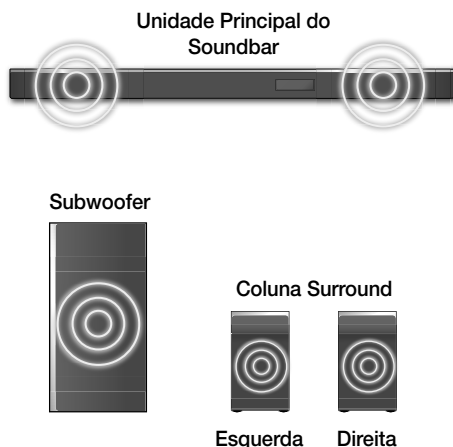 Unidade Principal do
Soundbar
Subwoofer
Coluna Surround
Esquerda Direita